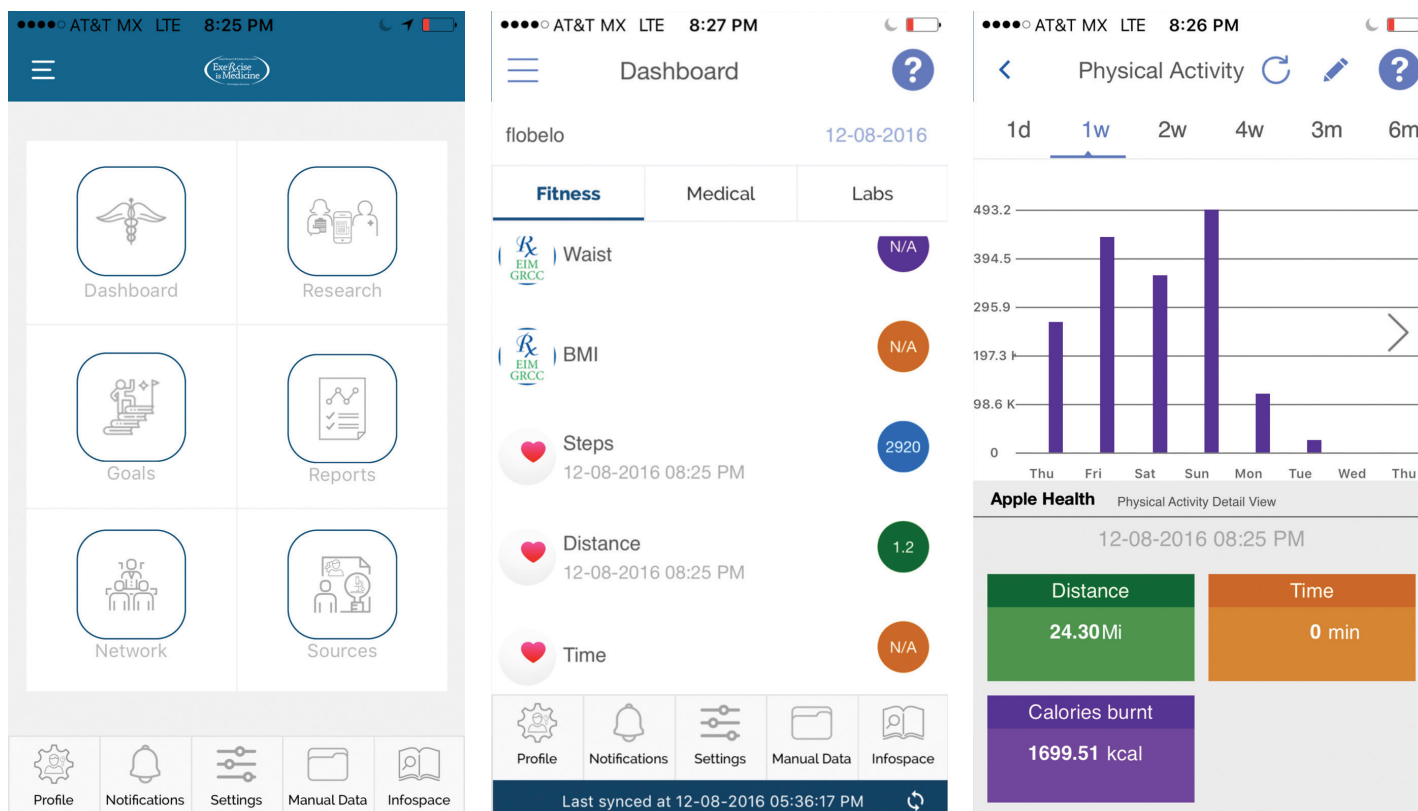 AT&T MX LTE 8:25 PM
ExeRcise
is Medicine
Dashboard Research
Goals Reports
Network Sources
Profile Notifications Settings Manual Data Infospace
AT&T MX LTE 8:27 PM
Dashboard ?
flobelo 12-08-2016
Fitness Medical Labs
Rx
EIM
GRCC
Waist N/A
Rx
EIM
GRCC
BMI N/A
Steps 2920
12-08-2016 08:25 PM
Distance 1.2
12-08-2016 08:25 PM
Time N/A
Profile Notifications Settings Manual Data Infospace
Last synced at 12-08-2016 05:36:17 PM
AT&T MX LTE 8:26 PM
Physical Activity ?
1d 1w 2w 4w 3m 6m
493.2
394.5
295.9
197.3
98.6 K
0
Thu Fri Sat Sun Mon Tue Wed Thu
Apple Health Physical Activity Detail View
12-08-2016 08:25 PM
Distance Time
24.30 Mi 0 min
Calories burnt
1699.51 kcal